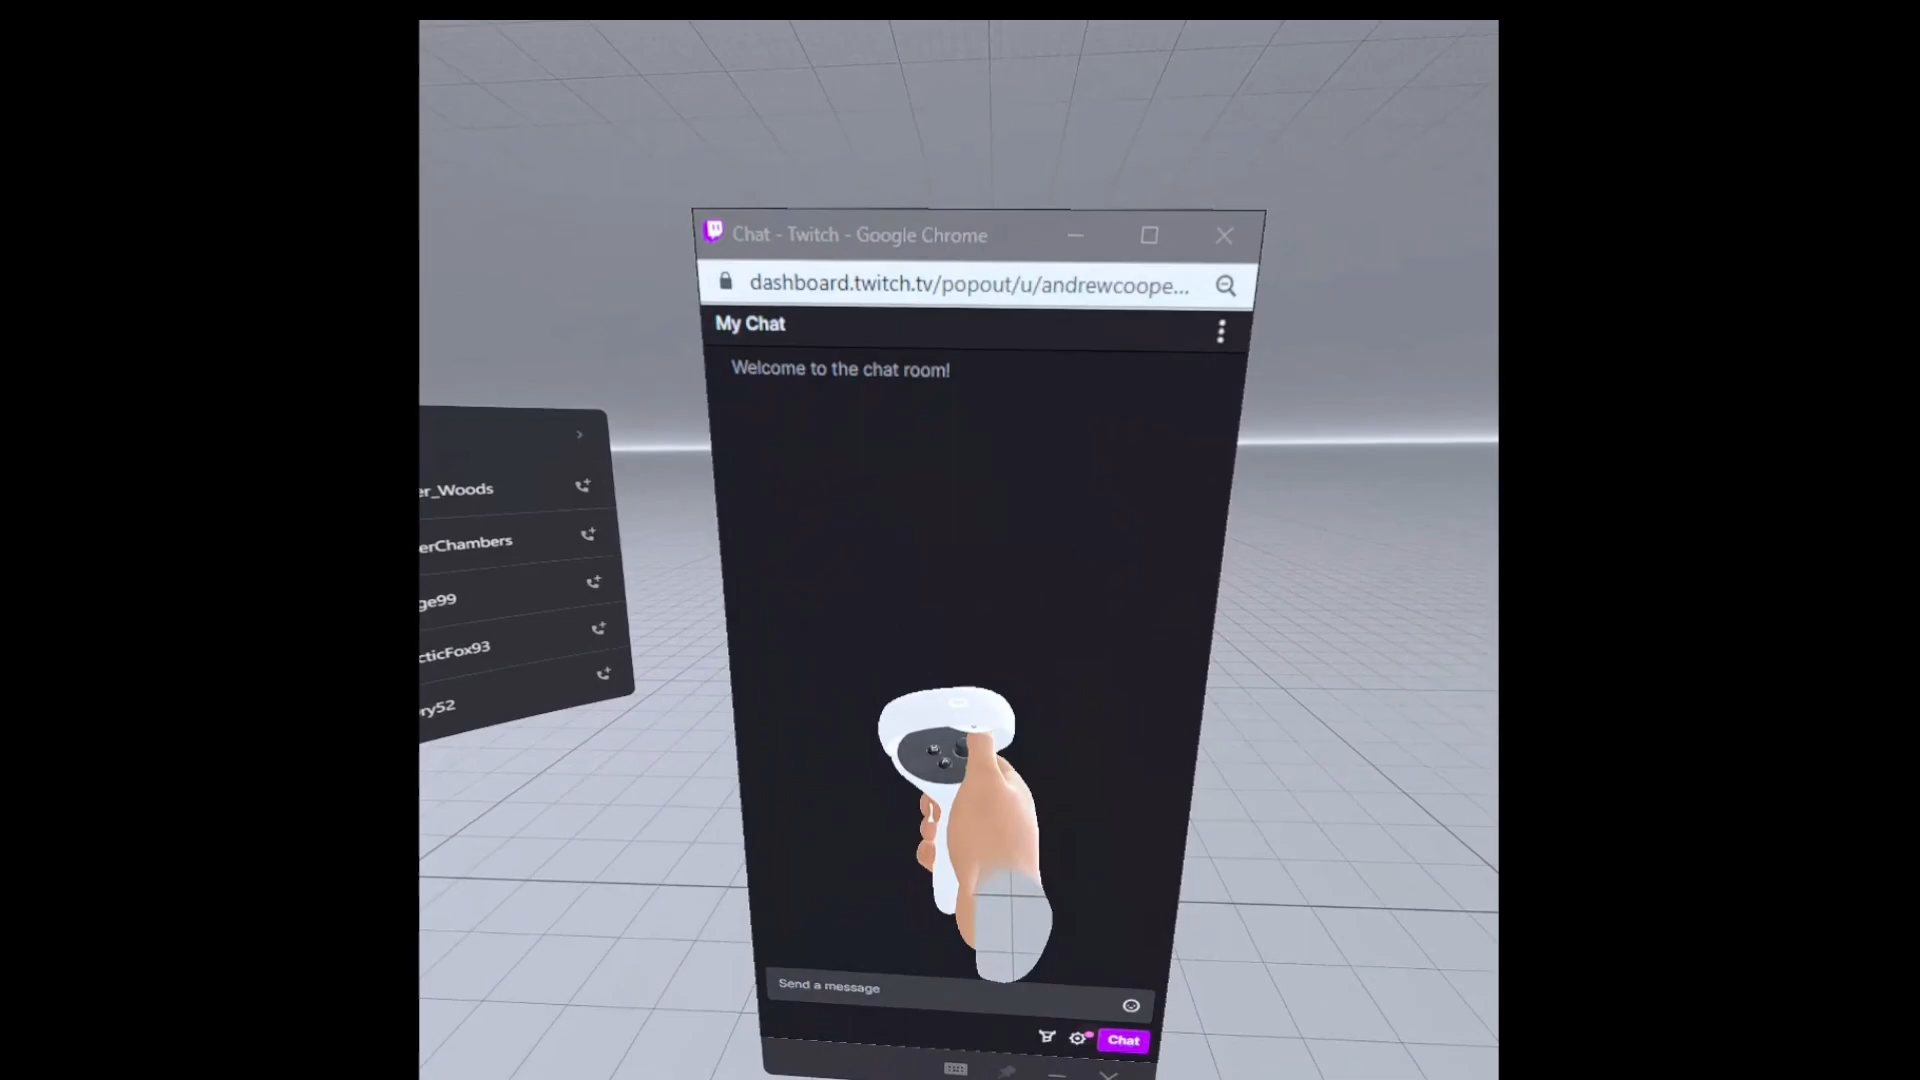 Chat - Twitch - Google Chrome
dashboard.twitch.tv/popout/u/andrewcoope...
My Chat
Welcome to the chat room!
er_Woods
erChambers
ge99
cticFox93
ry52
Send a message
Chat